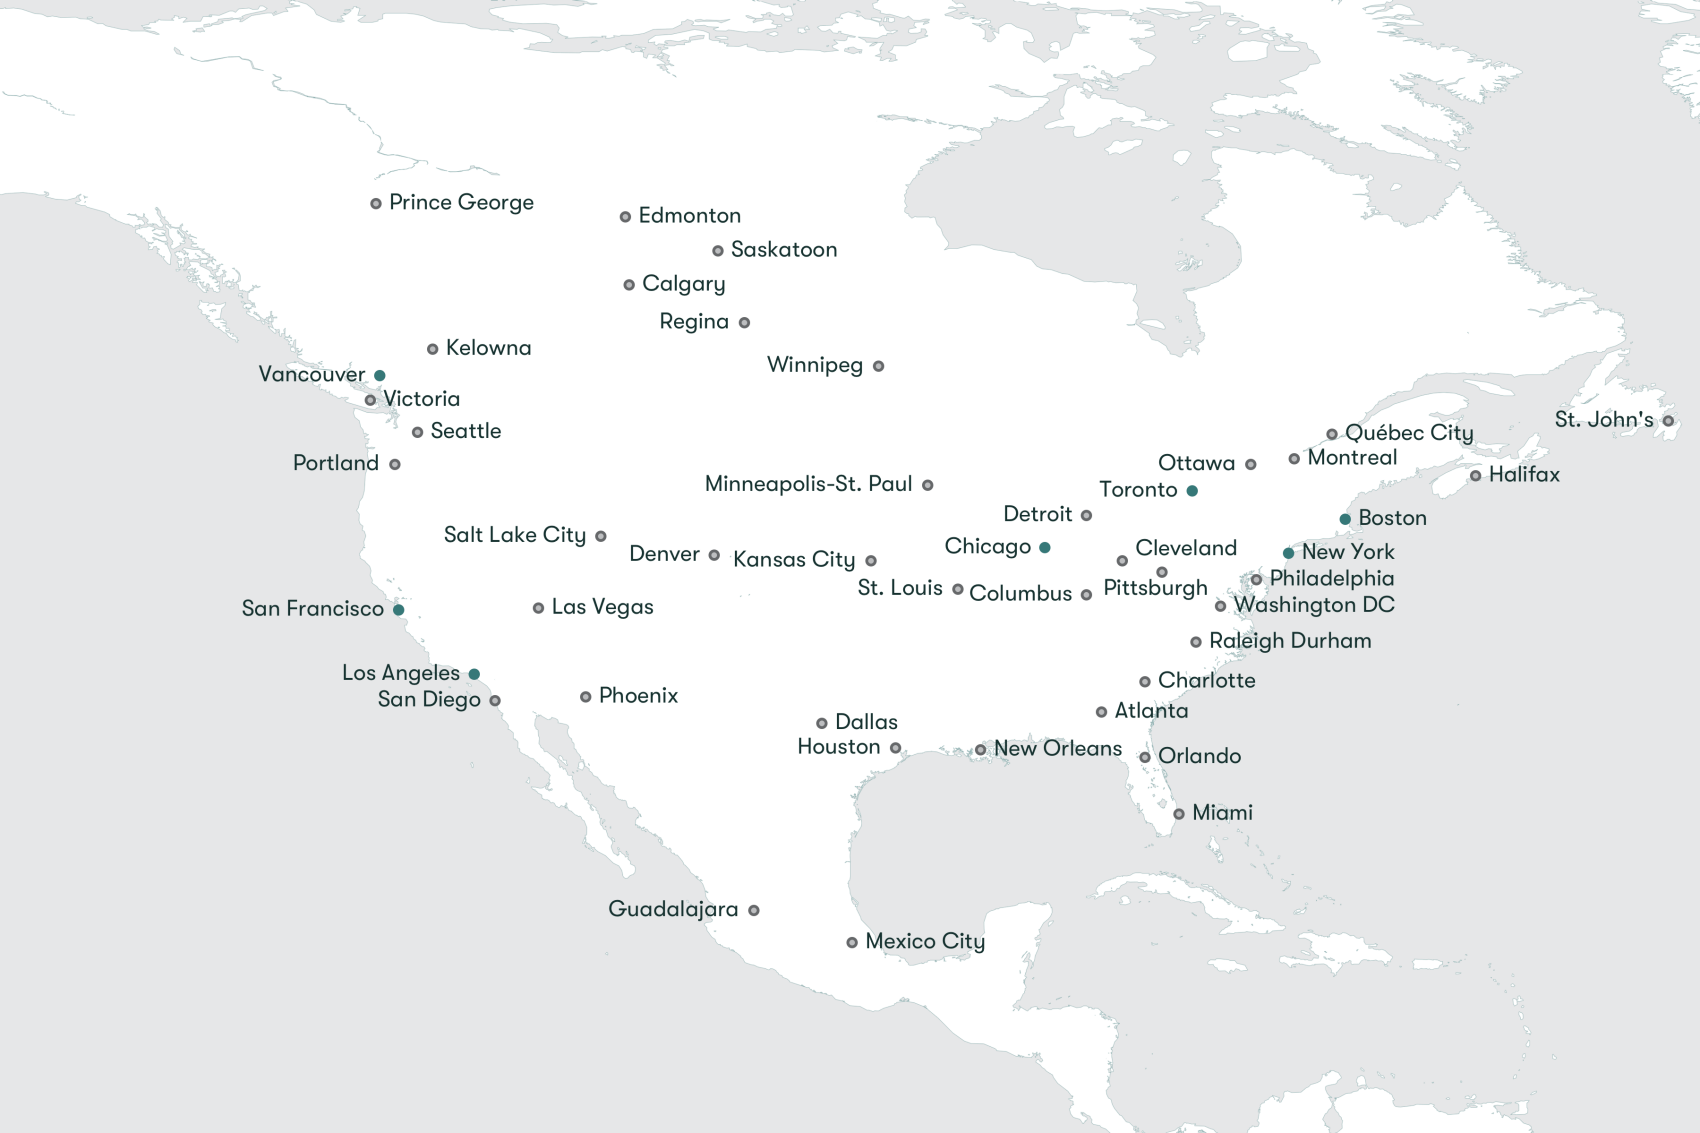 Prince George
Edmonton
Saskatoon
Calgary
Regina
Kelowna
Winnipeg
Vancouver
Victoria
St. John's
Seattle
Québec City
Portland
Ottawa
Montreal
Halifax
Minneapolis-St. Paul
Toronto
Detroit
Boston
Salt Lake City
Chicago
Cleveland
New York
Denver
Kansas City
Philadelphia
St. Louis
Columbus
Pittsburgh
Washington DC
San Francisco
Las Vegas
Raleigh Durham
Los Angeles
Charlotte
San Diego
Phoenix
Atlanta
Dallas
Houston
New Orleans
Orlando
Miami
Guadalajara
Mexico City